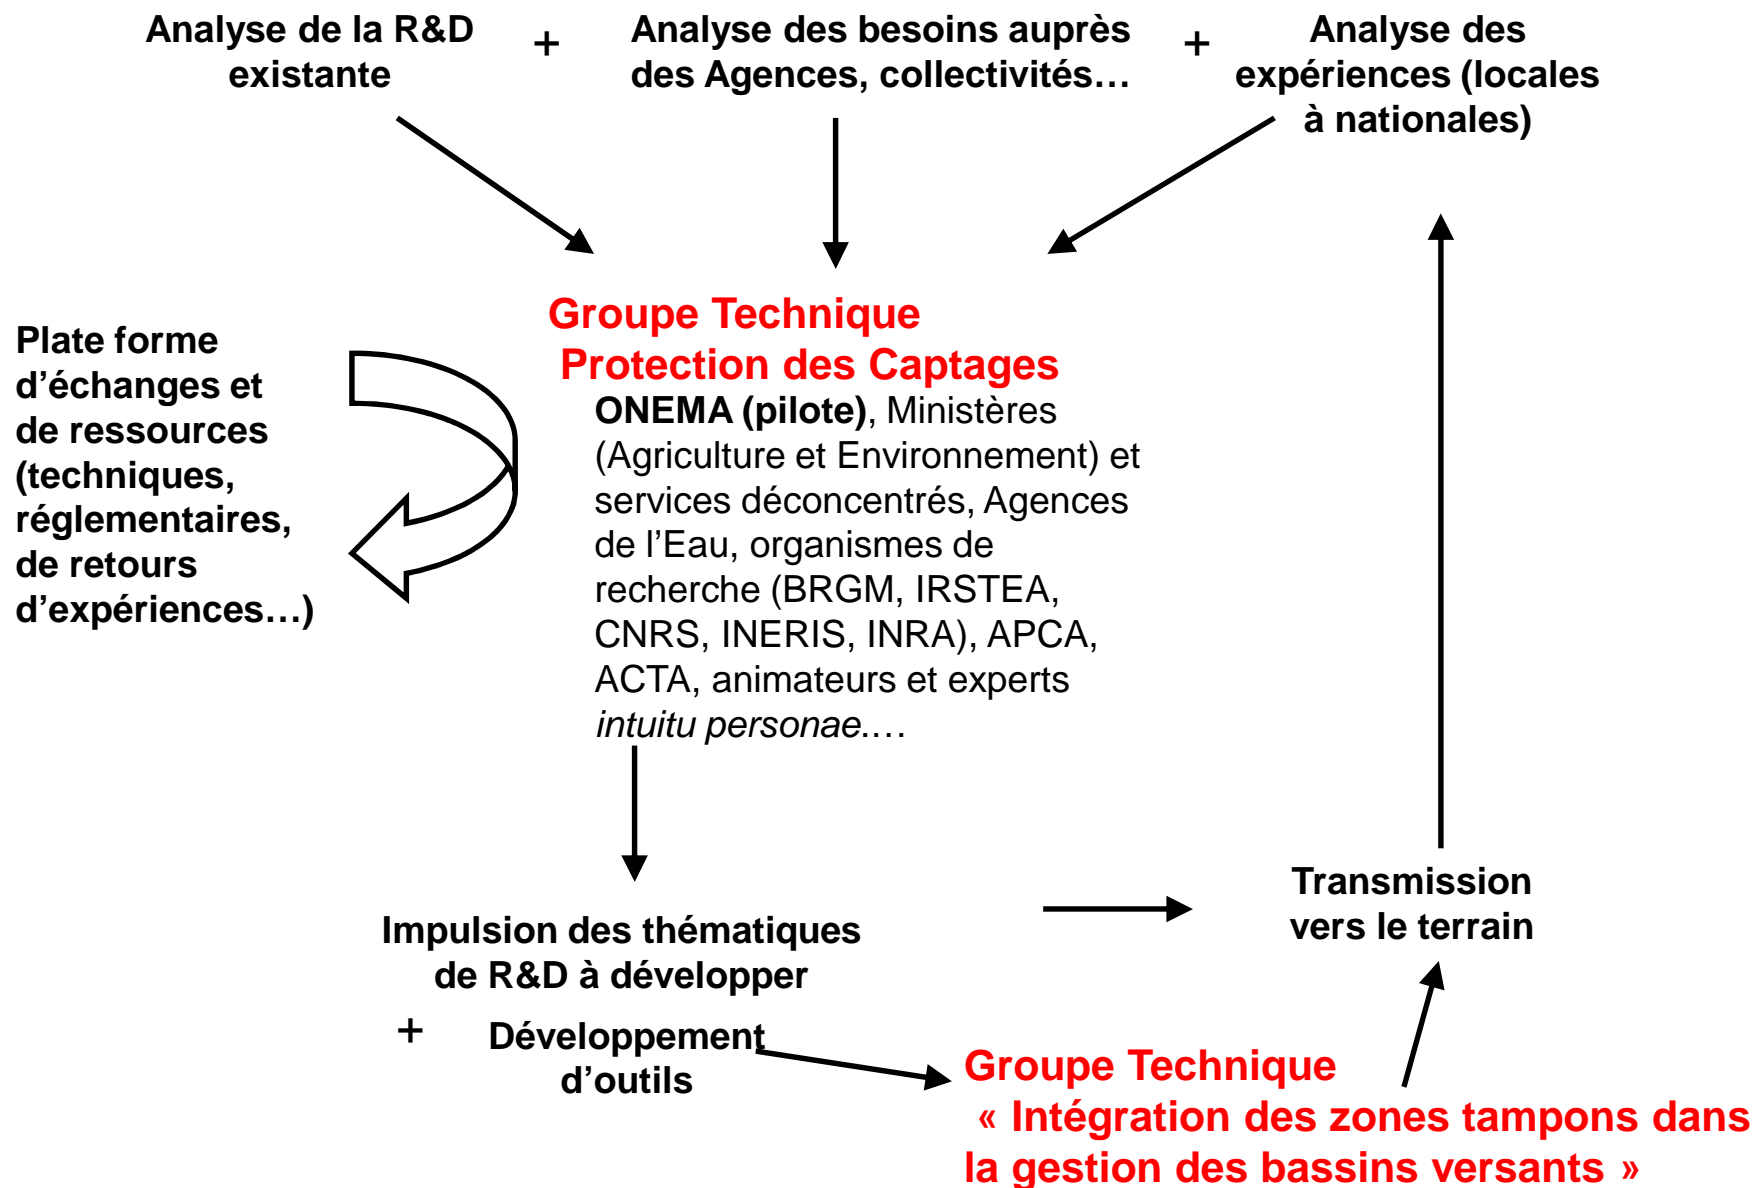 Analyse de la R&D
existante
+
Analyse des besoins auprès
des Agences, collectivités…
+
Analyse des
expériences (locales
à nationales)
Plate forme
d’échanges et
de ressources
(techniques,
réglementaires,
de retours
d’expériences…)
Groupe Technique
Protection des Captages
ONEMA (pilote), Ministères
(Agriculture et Environnement) et
services déconcentrés, Agences
de l’Eau, organismes de
recherche (BRGM, IRSTEA,
CNRS, INERIS, INRA), APCA,
ACTA, animateurs et experts
intuitu personae.…
Impulsion des thématiques
de R&D à développer
+
Développement
d’outils
Transmission
vers le terrain
Groupe Technique
« Intégration des zones tampons dans
la gestion des bassins versants »